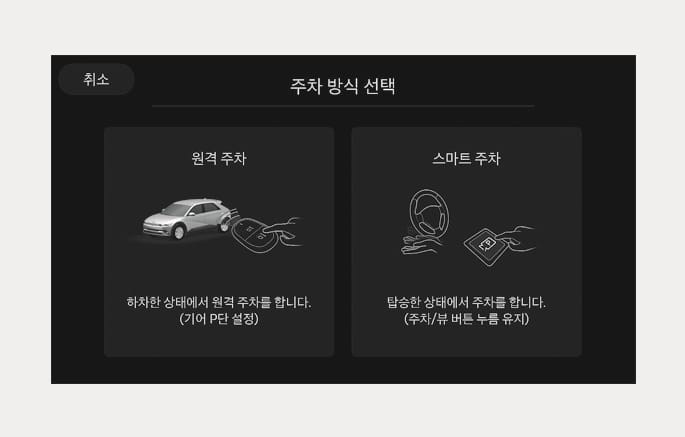 취소
주차 방식 선택
원격 주차
스마트 주차
하차한 상태에서 원격 주차를 합니다.
(기어 P단 설정)
탑승한 상태에서 주차를 합니다.
(주차/뷰 버튼 누름 유지)